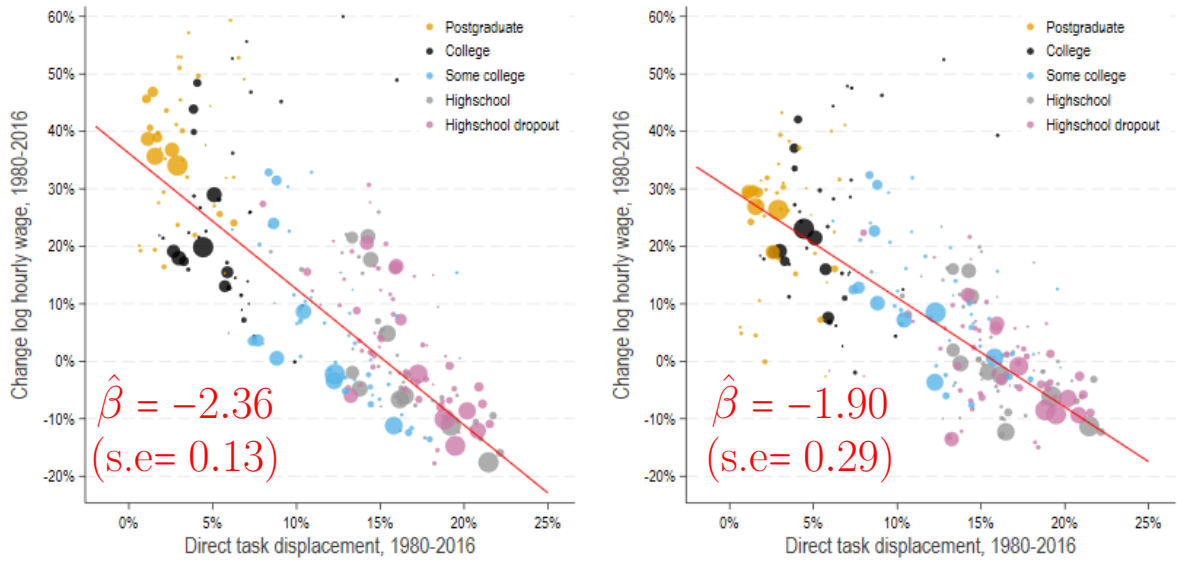 Change log hourly wage, 1980-2016
60%
50%
40%
30%
20%
10%
0%
-10%
-20%
Postgraduate
College
Some college
Highschool
Highschool dropout
β̂ = −2.36
(s.e= 0.13)
0% 5% 10% 15% 20% 25%
Direct task displacement, 1980-2016
Change log hourly wage, 1980-2016
60%
50%
40%
30%
20%
10%
0%
-10%
-20%
Postgraduate
College
Some college
Highschool
Highschool dropout
β̂ = −1.90
(s.e= 0.29)
0% 5% 10% 15% 20% 25%
Direct task displacement, 1980-2016